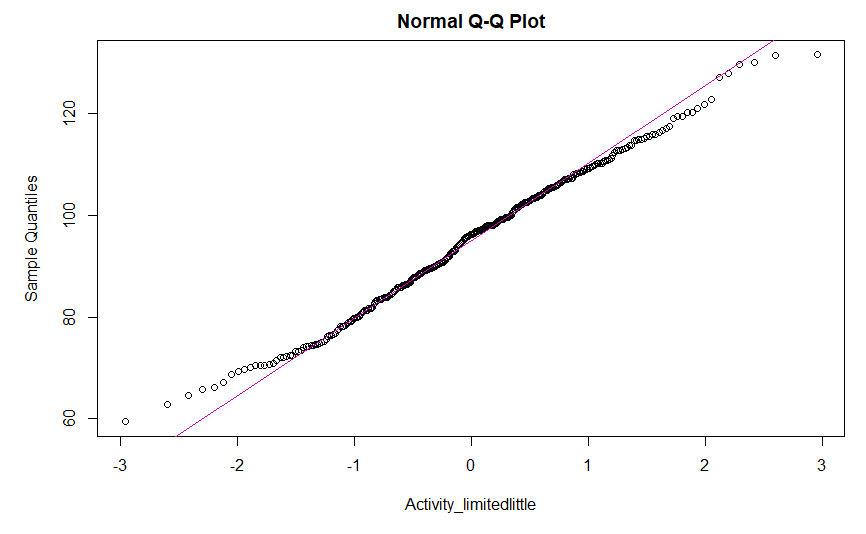 Normal Q-Q Plot
Sample Quantiles
120
100
80
60
-3 -2 -1 0 1 2 3
Activity_limitedlittle